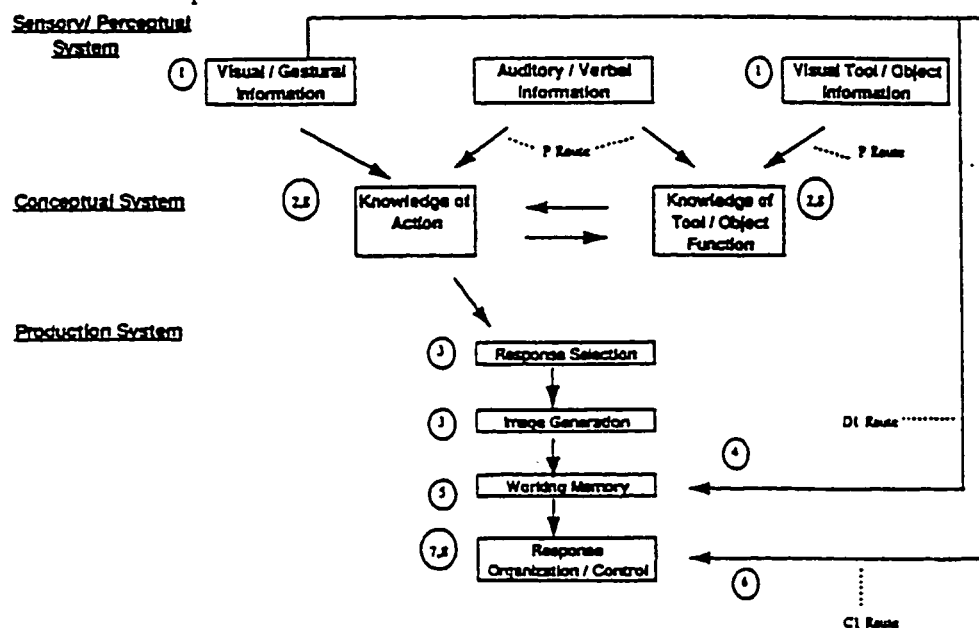 Sensory/ Perceptual
System
1
Visual / Gestural
Information
Auditory / Verbal
Information
1
Visual Tool / Object
Information
P Route
P Route
Conceptual System
2,8
Knowledge of
Action
Knowledge of
Tool / Object
Function
2,8
Production System
3
Response Selection
3
Image Generation
D1 Route
4
5
Working Memory
7,8
Response
Organization / Control
6
C1 Route